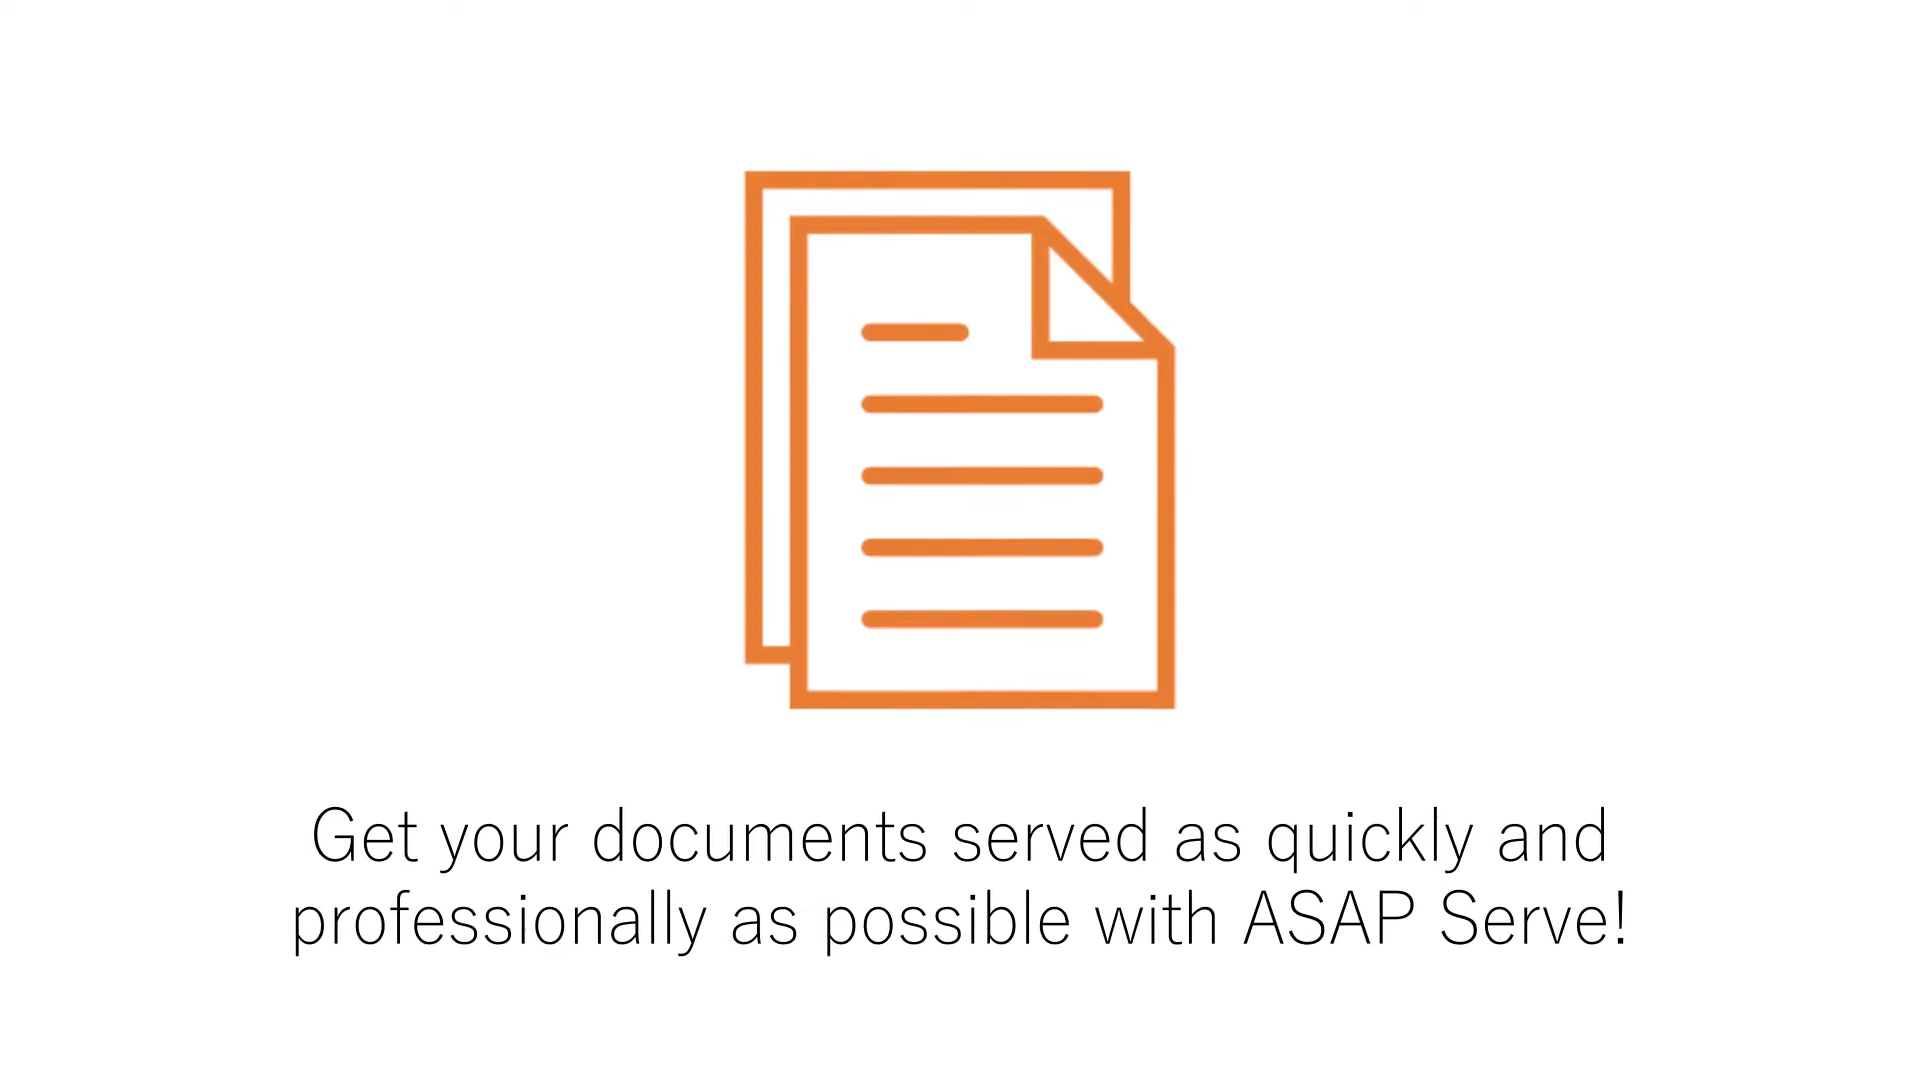 Get your documents served as quickly and
professionally as possible with ASAP Serve!